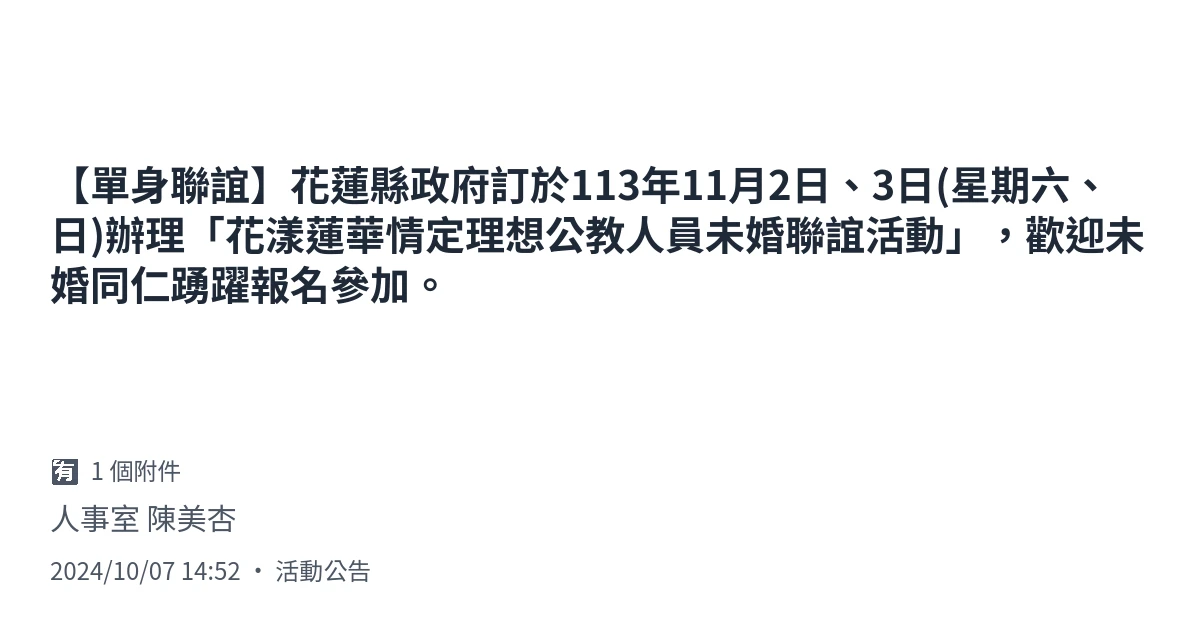 【單身聯誼】花蓮縣政府訂於113年11月2日、3日(星期六、
日)辦理「花漾蓮華情定理想公教人員未婚聯誼活動」，歡迎未
婚同仁踴躍報名參加。
🈶 1 個附件
人事室 陳美杏
2024/10/07 14:52 · 活動公告